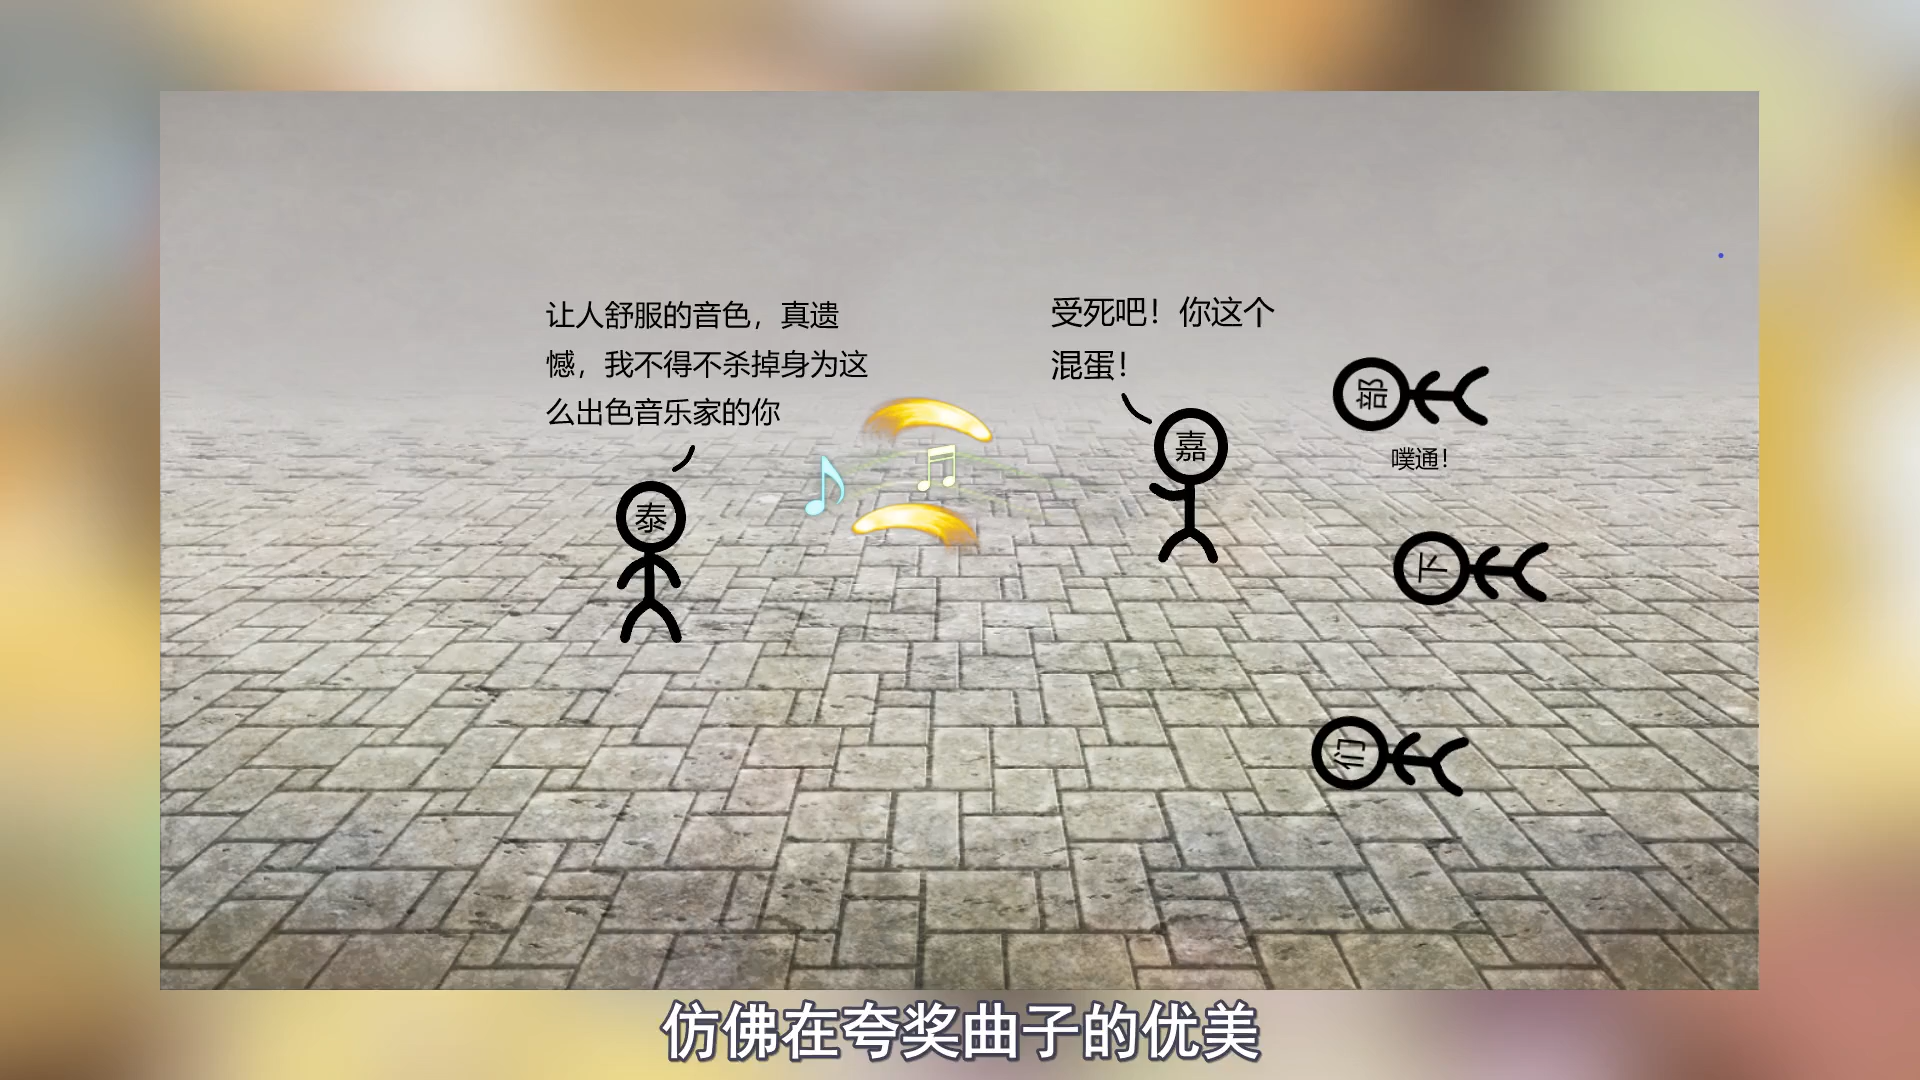 让人舒服的音色，真遗
憾，我不得不杀掉身为这
么出色音乐家的你
受死吧！你这个
混蛋！
泰
嘉
部
噗通！
下
们
仿佛在夸奖曲子的优美